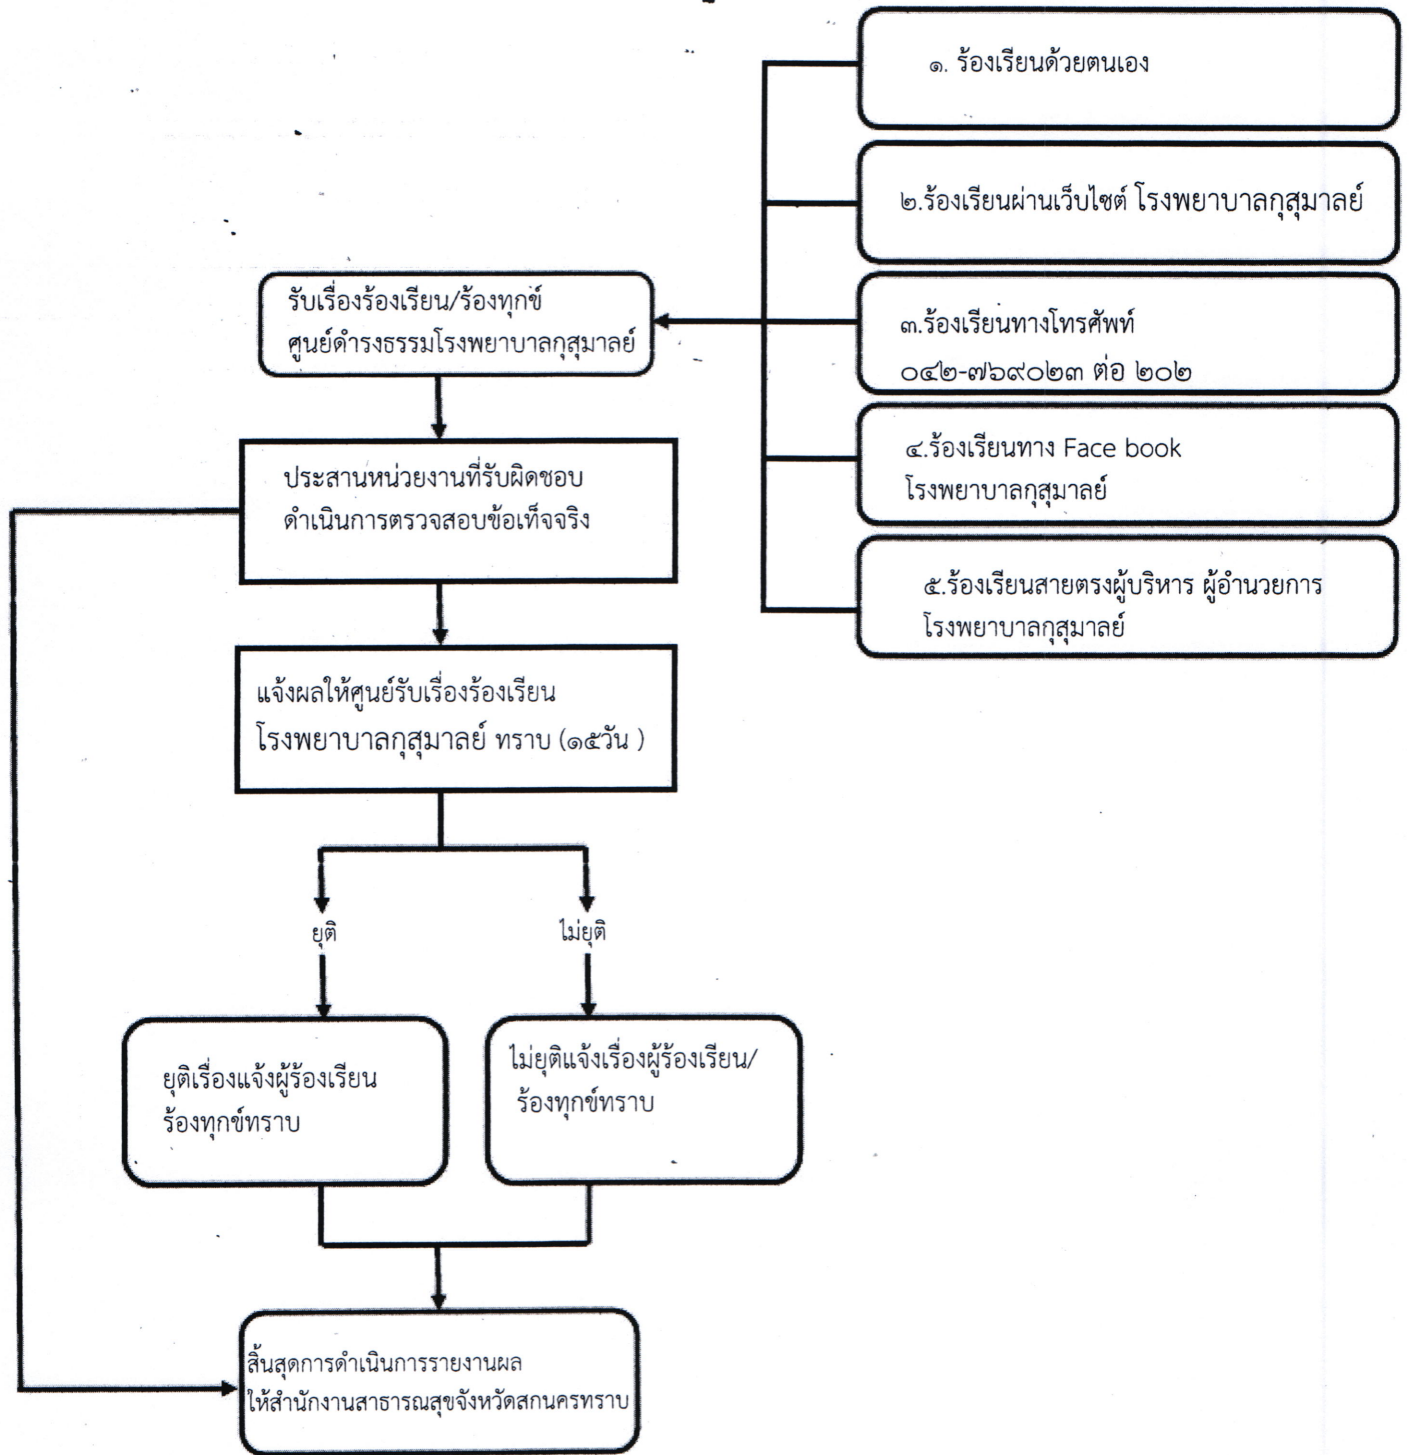 ๑. ร้องเรียนด้วยตนเอง
๒.ร้องเรียนผ่านเว็บไซต์ โรงพยาบาลกุสุมาลย์
รับเรื่องร้องเรียน/ร้องทุกข์
ศูนย์ดำรงธรรมโรงพยาบาลกุสุมาลย์
๓.ร้องเรียนทางโทรศัพท์
๐๔๒-๗๖๙๐๒๓ ต่อ ๒๐๒
๔.ร้องเรียนทาง Face book
โรงพยาบาลกุสุมาลย์
๕.ร้องเรียนสายตรงผู้บริหาร ผู้อำนวยการ
โรงพยาบาลกุสุมาลย์
ประสานหน่วยงานที่รับผิดชอบ
ดำเนินการตรวจสอบข้อเท็จจริง
แจ้งผลให้ศูนย์รับเรื่องร้องเรียน
โรงพยาบาลกุสุมาลย์ ทราบ (๑๕วัน )
ยุติ
ไม่ยุติ
ยุติเรื่องแจ้งผู้ร้องเรียน
ร้องทุกข์ทราบ
ไม่ยุติแจ้งเรื่องผู้ร้องเรียน/
ร้องทุกข์ทราบ
สิ้นสุดการดำเนินการรายงานผล
ให้สำนักงานสาธารณสุขจังหวัดสกนครทราบ